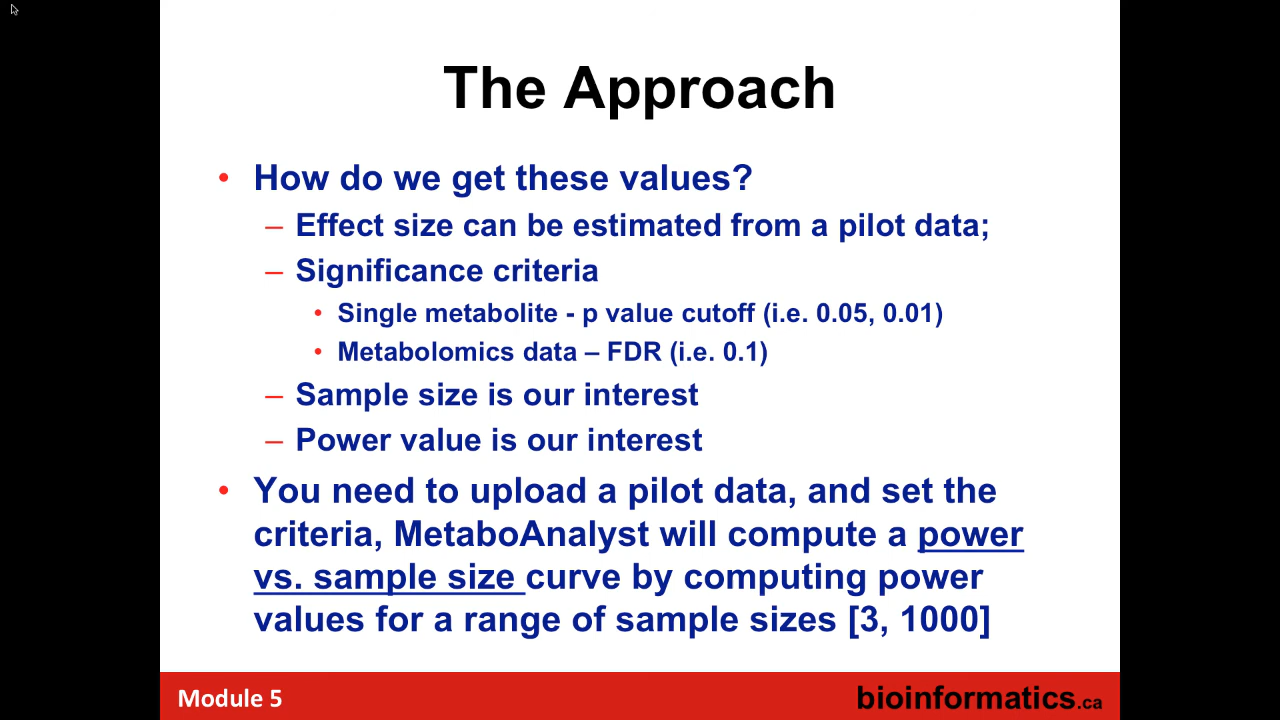 The Approach
• How do we get these values?
– Effect size can be estimated from a pilot data;
– Significance criteria
• Single metabolite - p value cutoff (i.e. 0.05, 0.01)
• Metabolomics data – FDR (i.e. 0.1)
– Sample size is our interest
– Power value is our interest
• You need to upload a pilot data, and set the
criteria, MetaboAnalyst will compute a power
vs. sample size curve by computing power
values for a range of sample sizes [3, 1000]
Module 5
bioinformatics.ca